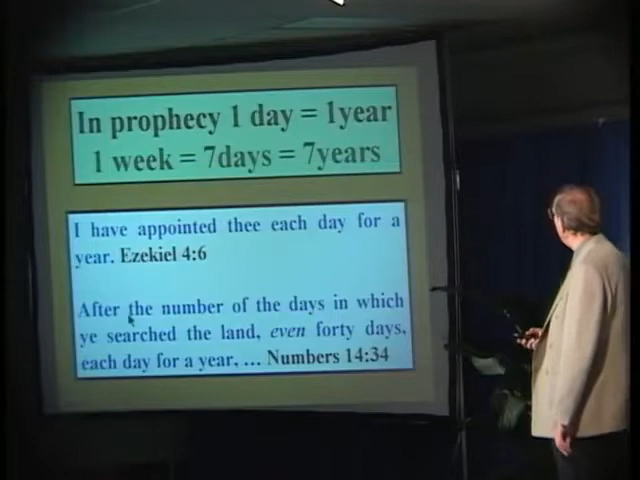 In prophecy 1 day = 1year
1 week = 7days = 7years
I have appointed thee each day for a
year. Ezekiel 4:6
After the number of the days in which
ye searched the land, even forty days,
each day for a year, ... Numbers 14:34